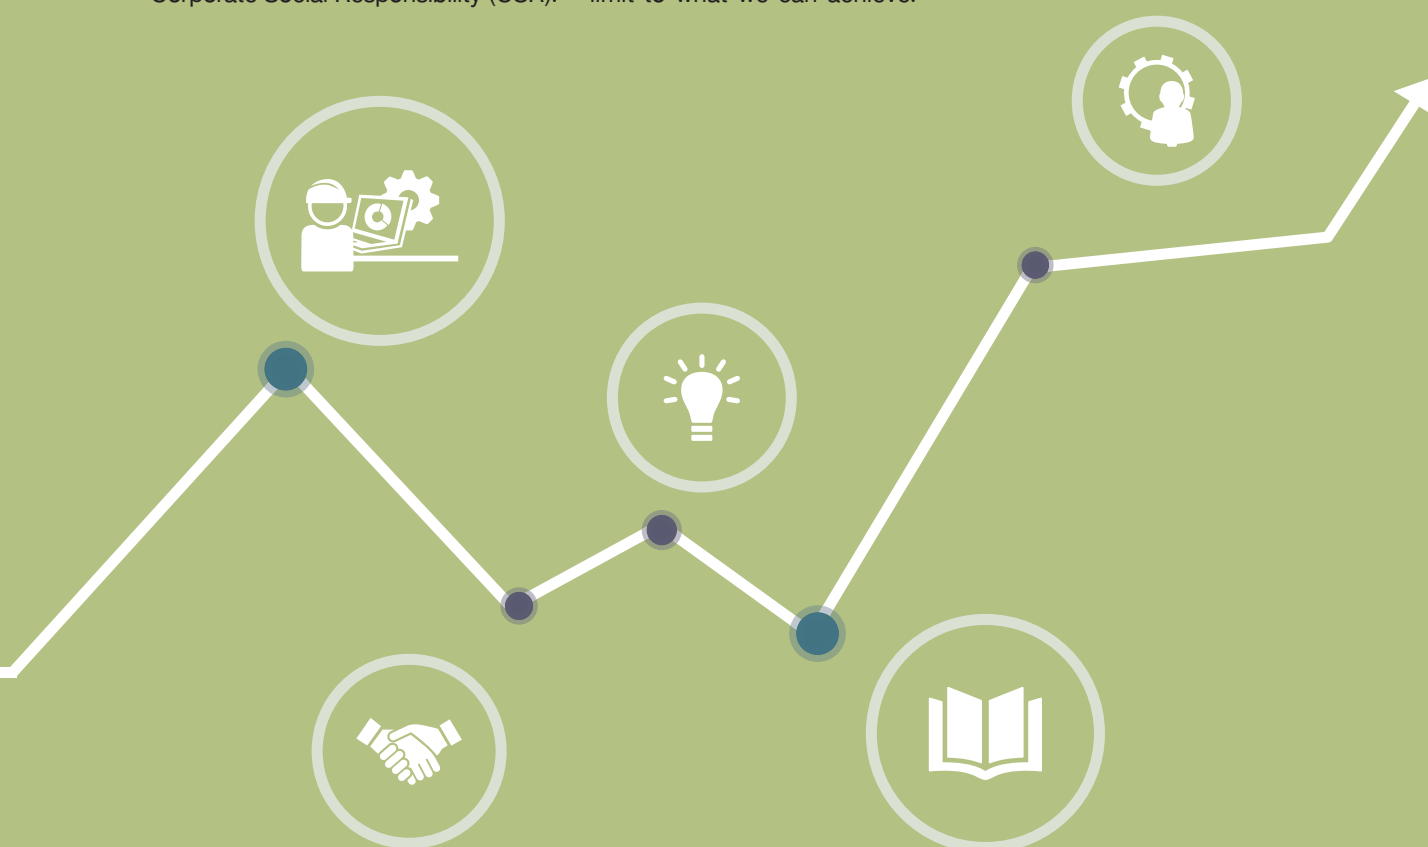 Corporate Social Responsibility (CSR).
limit to what we can achieve.